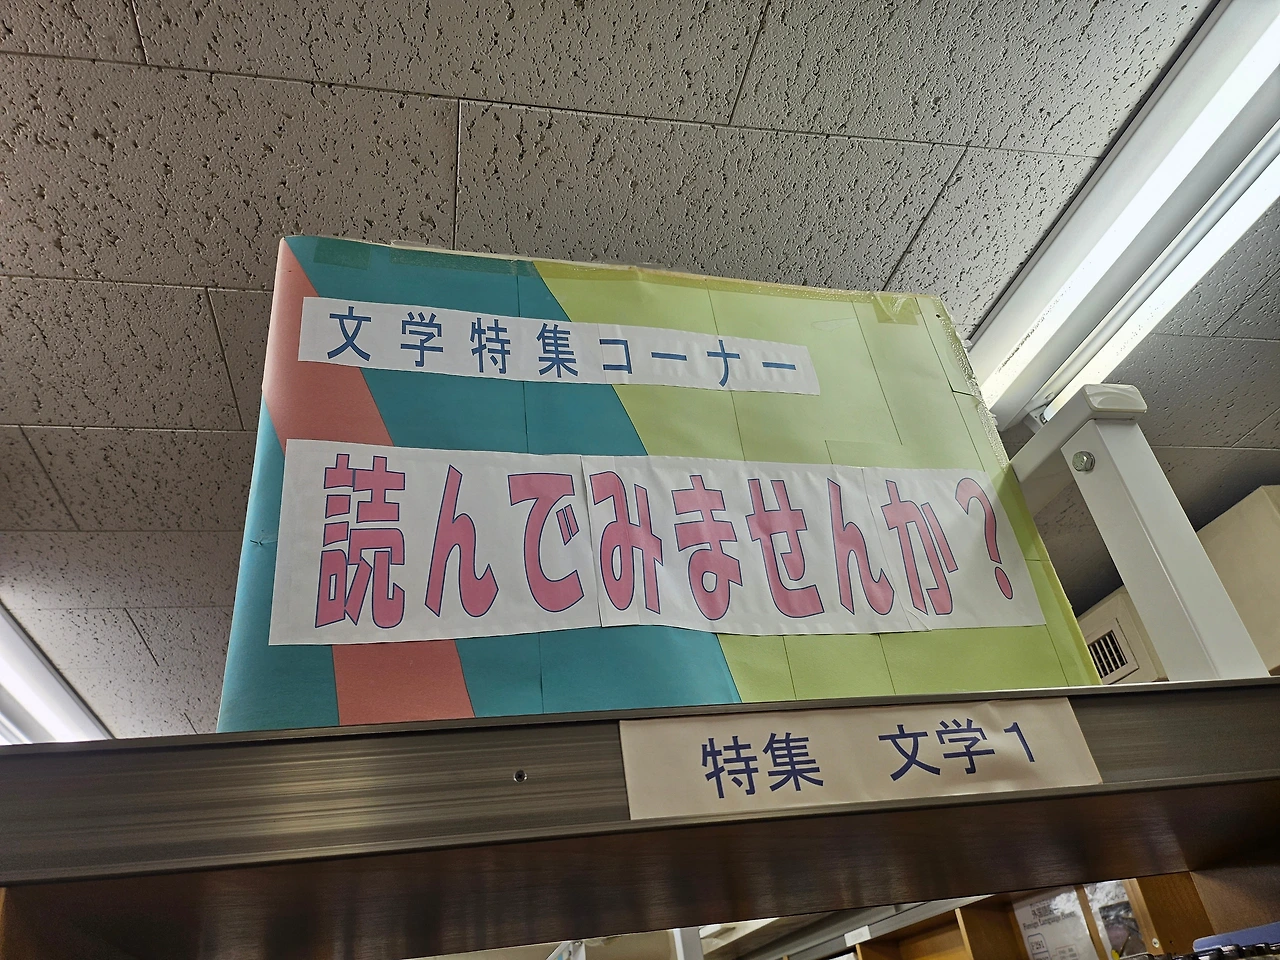 文学特集コーナー
読んでみませんか?
特集　文学1